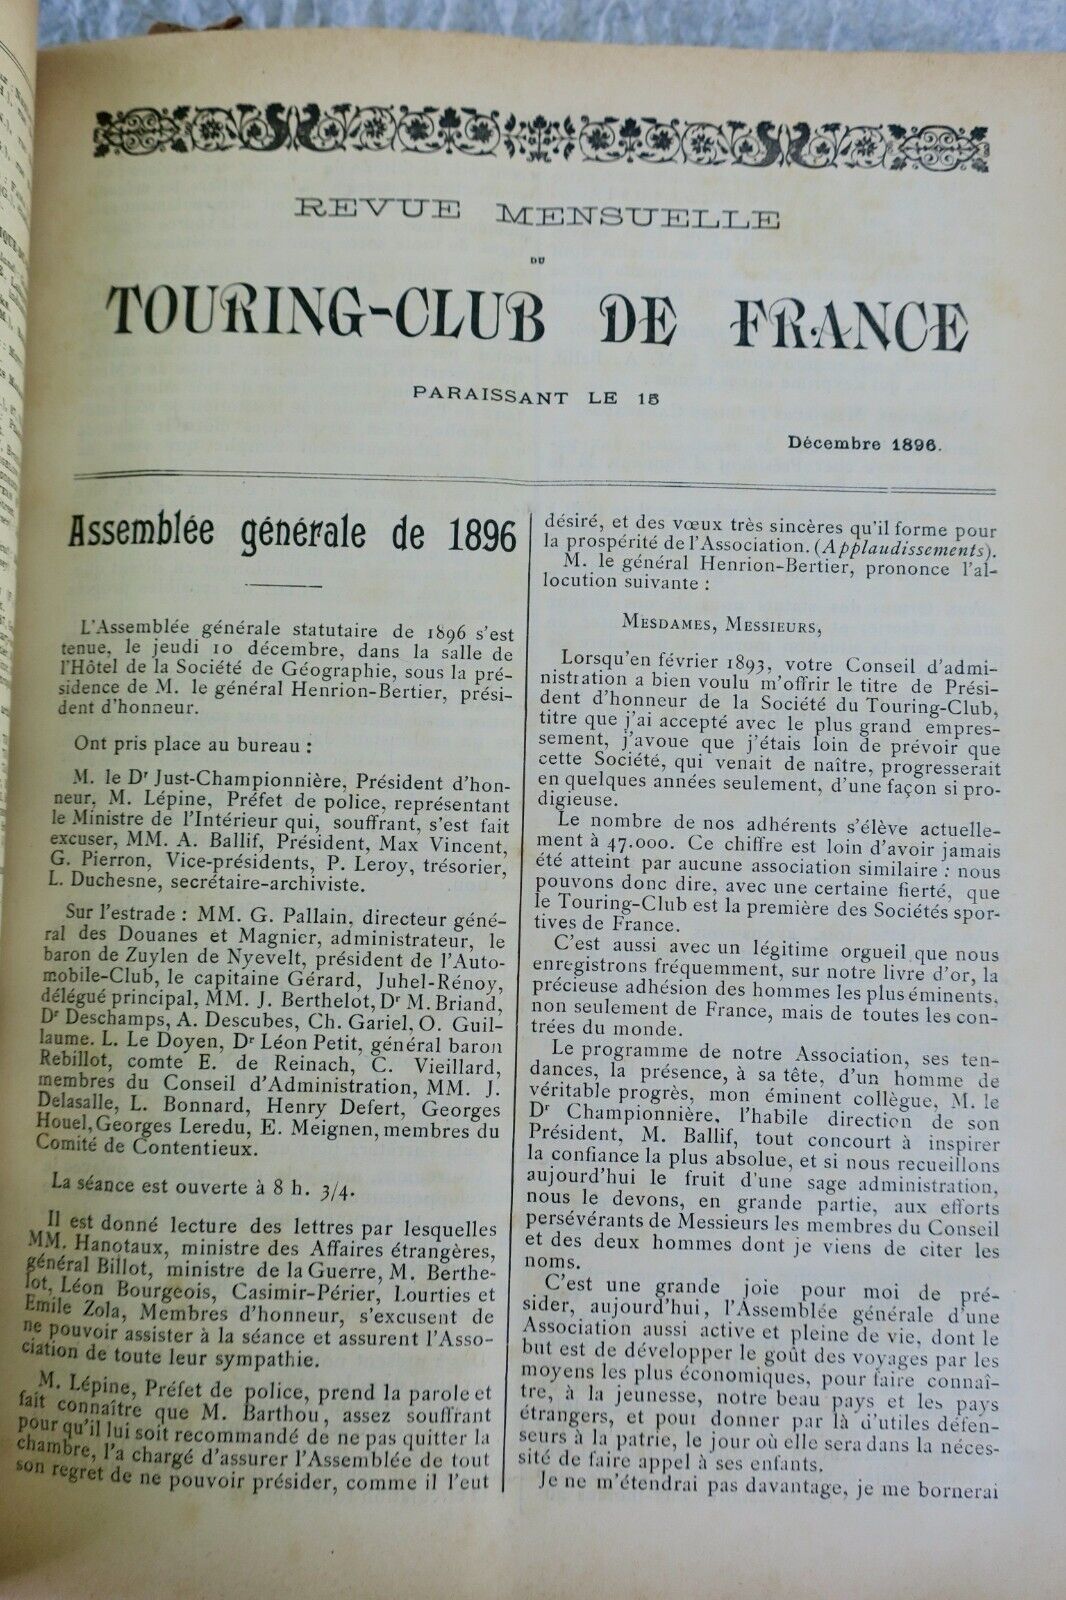 REVUE MENSUELLE
DU
TOURING-CLUB DE FRANCE
PARAISSANT LE 15
Décembre 1896.
Assemblée générale de 1896
L'Assemblée générale statutaire de 1896 s'est
tenue, le jeudi 10 décembre, dans la salle de
l'Hôtel de la Société de Géographie, sous la pré-
sidence de M. le général Henrion-Bertier, prési-
dent d'honneur.
Ont pris place au bureau :
M. le Dr Just-Championnière, Président d'hon-
neur, M. Lépine, Préfet de police, représentant
le Ministre de l'Intérieur qui, souffrant, s'est fait
excuser, MM. A. Ballif, Président, Max Vincent,
G. Pierron, Vice-présidents, P. Leroy, trésorier,
L. Duchesne, secrétaire-archiviste.
Sur l'estrade : MM. G. Pallain, directeur géné-
ral des Douanes et Magnier, administrateur, le
baron de Zuylen de Nyevelt, président de l'Auto-
mobile-Club, le capitaine Gérard, Juhel-Rénoy,
délégué principal, MM. J. Berthelot, Dr M. Briand,
Dr Deschamps, A. Descubes, Ch. Gariel, O. Guil-
laume. L. Le Doyen, Dr Léon Petit, général baron
Rebillot, comte E. de Reinach, C. Vieillard,
membres du Conseil d'Administration, MM. J.
Delasalle, L. Bonnard, Henry Defert, Georges
Houel, Georges Leredu, E. Meignen, membres du
Comité de Contentieux.
La séance est ouverte à 8 h. 3/4.
Il est donné lecture des lettres par lesquelles
MM. Hanotaux, ministre des Affaires étrangères,
général Billot, ministre de la Guerre, M. Berthe-
lot, Léon Bourgeois, Casimir-Périer, Lourties et
Emile Zola, Membres d'honneur, s'excusent de
ne pouvoir assister à la séance et assurent l'Asso-
ciation de toute leur sympathie.
M. Lépine, Préfet de police, prend la parole et
fait connaître que M. Barthou, assez souffrant
pour qu'il lui soit recommandé de ne pas quitter la
chambre, l'a chargé d'assurer l'Assemblée de tout
son regret de ne pouvoir présider, comme il l'eut
désiré, et des vœux très sincères qu'il forme pour
la prospérité de l'Association. (Applaudissements).
M. le général Henrion-Bertier, prononce l'al-
locution suivante :
MESDAMES, MESSIEURS,
Lorsqu'en février 1893, votre Conseil d'admi-
nistration a bien voulu m'offrir le titre de Prési-
dent d'honneur de la Société du Touring-Club,
titre que j'ai accepté avec le plus grand empres-
sement, j'avoue que j'étais loin de prévoir que
cette Société, qui venait de naître, progresserait
en quelques années seulement, d'une façon si pro-
digieuse.
Le nombre de nos adhérents s'élève actuelle-
ment à 47.000. Ce chiffre est loin d'avoir jamais
été atteint par aucune association similaire : nous
pouvons donc dire, avec une certaine fierté, que
le Touring-Club est la première des Sociétés spor-
tives de France.
C'est aussi avec un légitime orgueil que nous
enregistrons fréquemment, sur notre livre d'or, la
précieuse adhésion des hommes les plus éminents,
non seulement de France, mais de toutes les con-
trées du monde.
Le programme de notre Association, ses ten-
dances, la présence, à sa tête, d'un homme de
véritable progrès, mon éminent collègue, M. le
Dr Championnière, l'habile direction de son
Président, M. Ballif, tout concourt à inspirer
la confiance la plus absolue, et si nous recueillons
aujourd'hui le fruit d'une sage administration,
nous le devons, en grande partie, aux efforts
persévérants de Messieurs les membres du Conseil
et des deux hommes dont je viens de citer les
noms.
C'est une grande joie pour moi de pré-
sider, aujourd'hui, l'Assemblée générale d'une
Association aussi active et pleine de vie, dont le
but est de développer le goût des voyages par les
moyens les plus économiques, pour faire connaî-
tre, à la jeunesse, notre beau pays et les pays
étrangers, et pour donner par là d'utiles défen-
seurs à la patrie, le jour où elle sera dans la néces-
sité de faire appel à ses enfants.
Je ne m'étendrai pas davantage, je me bornerai